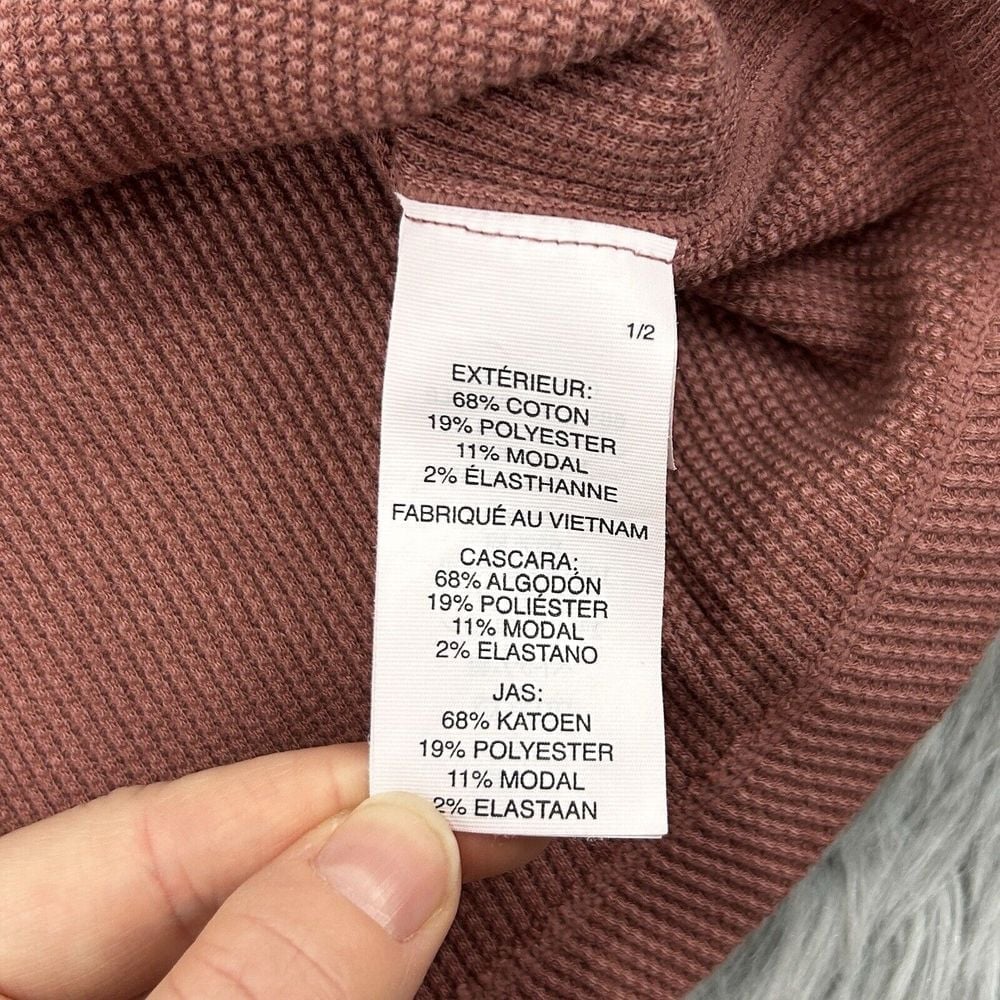 1/2
EXTÉRIEUR:
68% COTON
19% POLYESTER
11% MODAL
2% ÉLASTHANNE
FABRIQUÉ AU VIETNAM
CASCARA:
68% ALGODÓN
19% POLIÉSTER
11% MODAL
2% ELASTANO
JAS:
68% KATOEN
19% POLYESTER
11% MODAL
2% ELASTAAN